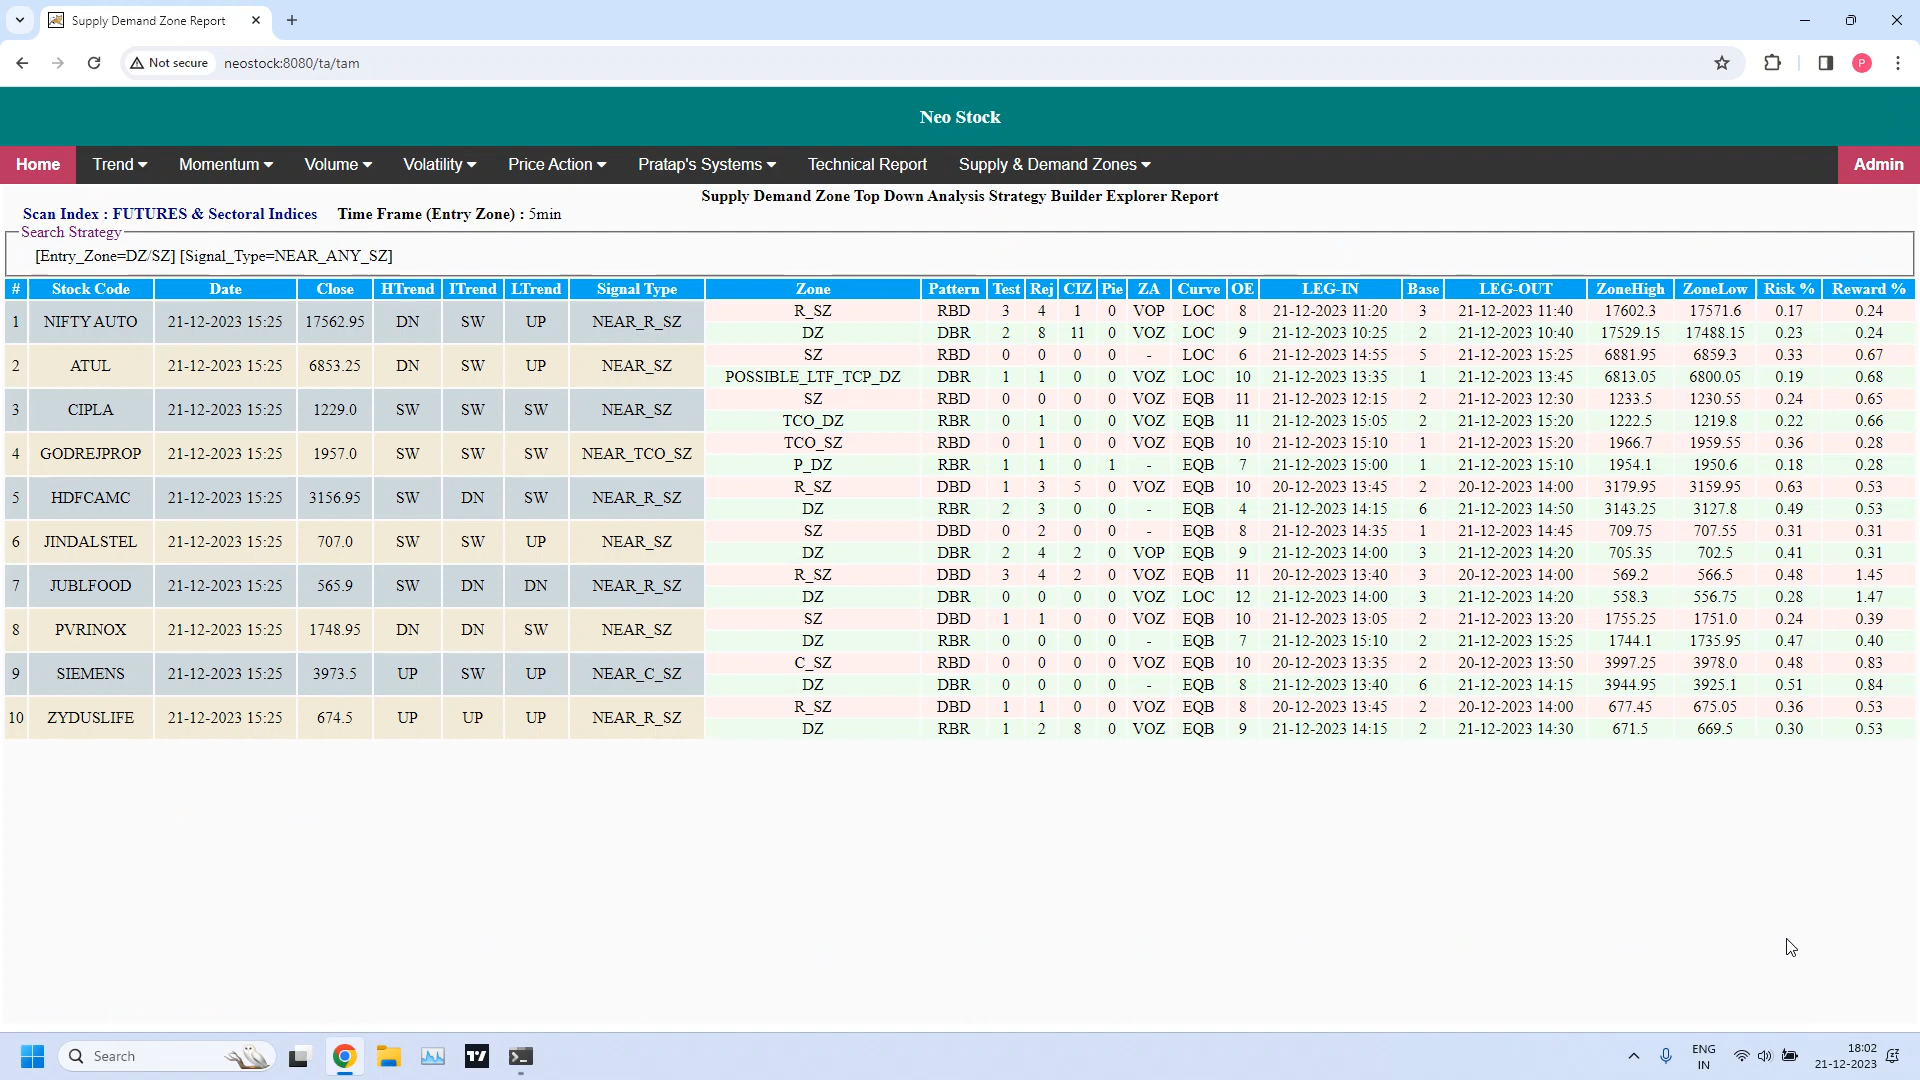 Supply Demand Zone Report
Not secure neostock:8080/ta/tam
P
Neo Stock
Home Trend Momentum Volume Volatility Price Action Pratap's Systems Technical Report Supply & Demand Zones Admin
Supply Demand Zone Top Down Analysis Strategy Builder Explorer Report
Scan Index : FUTURES & Sectoral Indices Time Frame (Entry Zone) : 5min
Search Strategy
[Entry_Zone=DZ/SZ] [Signal_Type=NEAR_ANY_SZ]
# Stock Code Date Close HTrend ITrend LTrend Signal Type Zone Pattern Test Rej CIZ Pie ZA Curve OE LEG-IN Base LEG-OUT ZoneHigh ZoneLow Risk % Reward %
1 NIFTY AUTO 21-12-2023 15:25 17562.95 DN SW UP NEAR_R_SZ R_SZ RBD 3 4 1 0 VOP LOC 8 21-12-2023 11:20 3 21-12-2023 11:40 17602.3 17571.6 0.17 0.24
DZ DBR 2 8 11 0 VOZ LOC 9 21-12-2023 10:25 2 21-12-2023 10:40 17529.15 17488.15 0.23 0.24
2 ATUL 21-12-2023 15:25 6853.25 DN SW UP NEAR_SZ SZ RBD 0 0 0 0 - LOC 6 21-12-2023 14:55 5 21-12-2023 15:25 6881.95 6859.3 0.33 0.67
POSSIBLE_LTF_TCP_DZ DBR 1 1 0 0 VOZ LOC 10 21-12-2023 13:35 1 21-12-2023 13:45 6813.05 6800.05 0.19 0.68
3 CIPLA 21-12-2023 15:25 1229.0 SW SW SW NEAR_SZ SZ RBD 0 0 0 0 VOZ EQB 11 21-12-2023 12:15 2 21-12-2023 12:30 1233.5 1230.55 0.24 0.65
TCO_DZ RBR 0 1 0 0 VOZ EQB 11 21-12-2023 15:05 2 21-12-2023 15:20 1222.5 1219.8 0.22 0.66
4 GODREJPROP 21-12-2023 15:25 1957.0 SW SW SW NEAR_TCO_SZ TCO_SZ RBD 0 1 0 0 VOZ EQB 10 21-12-2023 15:10 1 21-12-2023 15:20 1966.7 1959.55 0.36 0.28
P_DZ RBR 1 1 0 1 - EQB 7 21-12-2023 15:00 1 21-12-2023 15:10 1954.1 1950.6 0.18 0.28
5 HDFCAMC 21-12-2023 15:25 3156.95 SW DN SW NEAR_R_SZ R_SZ DBD 1 3 5 0 VOZ EQB 10 20-12-2023 13:45 2 20-12-2023 14:00 3179.95 3159.95 0.63 0.53
DZ RBR 2 3 0 0 - EQB 4 21-12-2023 14:15 6 21-12-2023 14:50 3143.25 3127.8 0.49 0.53
6 JINDALSTEL 21-12-2023 15:25 707.0 SW SW UP NEAR_SZ SZ DBD 0 2 0 0 - EQB 8 21-12-2023 14:35 1 21-12-2023 14:45 709.75 707.55 0.31 0.31
DZ DBR 2 4 2 0 VOP EQB 9 21-12-2023 14:00 3 21-12-2023 14:20 705.35 702.5 0.41 0.31
7 JUBLFOOD 21-12-2023 15:25 565.9 SW DN DN NEAR_R_SZ R_SZ DBD 3 4 2 0 VOZ EQB 11 20-12-2023 13:40 3 20-12-2023 14:00 569.2 566.5 0.48 1.45
DZ DBR 0 0 0 0 VOZ LOC 12 21-12-2023 14:00 3 21-12-2023 14:20 558.3 556.75 0.28 1.47
8 PVRINOX 21-12-2023 15:25 1748.95 DN DN SW NEAR_SZ SZ DBD 1 1 0 0 VOZ EQB 10 21-12-2023 13:05 2 21-12-2023 13:20 1755.25 1751.0 0.24 0.39
DZ RBR 0 0 0 0 - EQB 7 21-12-2023 15:10 2 21-12-2023 15:25 1744.1 1735.95 0.47 0.40
9 SIEMENS 21-12-2023 15:25 3973.5 UP SW UP NEAR_C_SZ C_SZ RBD 0 0 0 0 VOZ EQB 10 20-12-2023 13:35 2 20-12-2023 13:50 3997.25 3978.0 0.48 0.83
DZ DBR 0 0 0 0 - EQB 8 21-12-2023 13:40 6 21-12-2023 14:15 3944.95 3925.1 0.51 0.84
10 ZYDUSLIFE 21-12-2023 15:25 674.5 UP UP UP NEAR_R_SZ R_SZ DBD 1 1 0 0 VOZ EQB 8 20-12-2023 13:45 2 20-12-2023 14:00 677.45 675.05 0.36 0.53
DZ RBR 1 2 8 0 VOZ EQB 9 21-12-2023 14:15 2 21-12-2023 14:30 671.5 669.5 0.30 0.53
Search
ENG
IN
18:02
21-12-2023